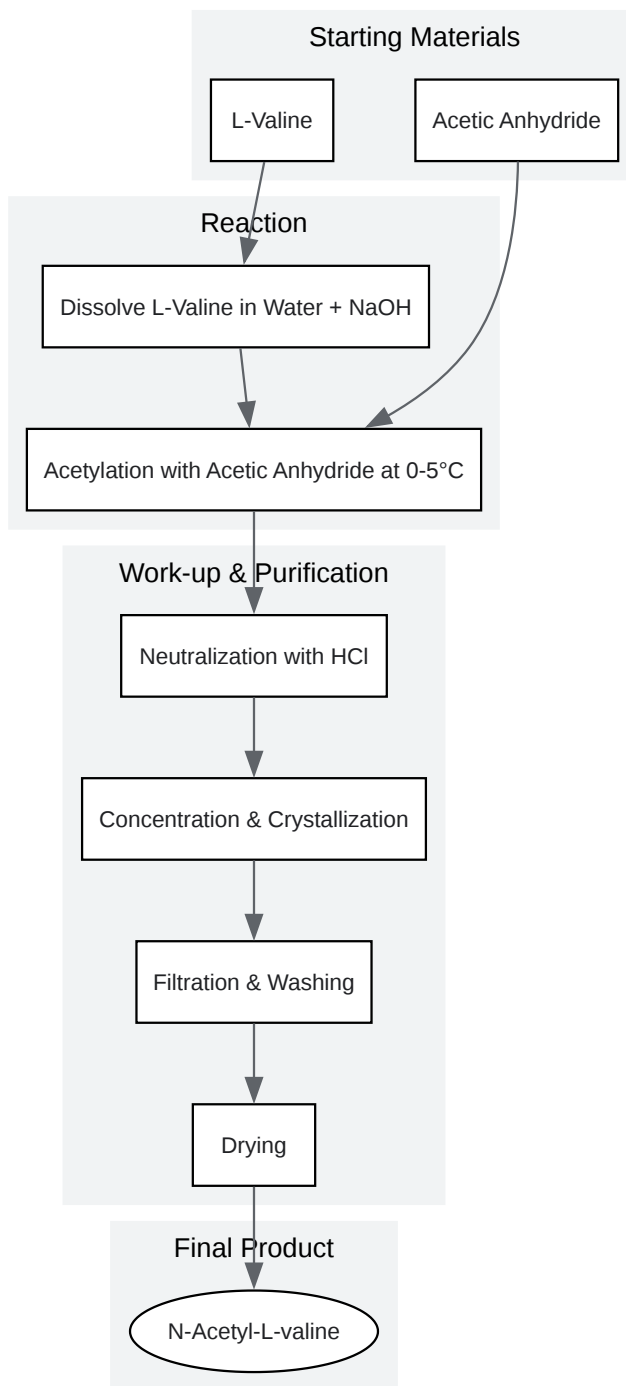 Starting Materials
L-Valine
Acetic Anhydride
Reaction
Dissolve L-Valine in Water + NaOH
Acetylation with Acetic Anhydride at 0-5°C
Work-up & Purification
Neutralization with HCl
Concentration & Crystallization
Filtration & Washing
Drying
Final Product
N-Acetyl-L-valine